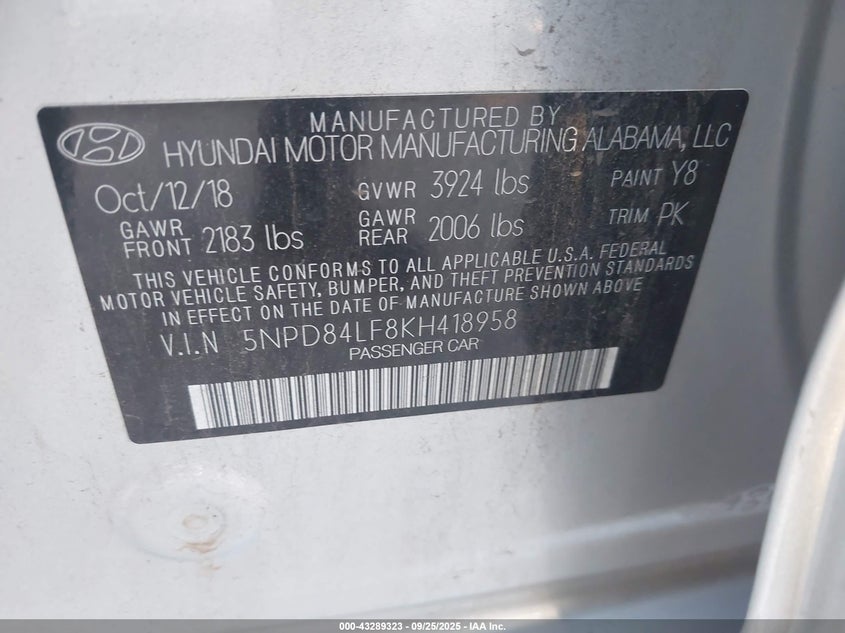 MANUFACTURED BY
HYUNDAI MOTOR MANUFACTURING ALABAMA, LLC
Oct/12/18 GVWR 3924 lbs PAINT Y8
GAWR FRONT 2183 lbs GAWR REAR 2006 lbs TRIM PK
THIS VEHICLE CONFORMS TO ALL APPLICABLE U.S.A. FEDERAL
MOTOR VEHICLE SAFETY, BUMPER, AND THEFT PREVENTION STANDARDS
IN EFFECT ON THE DATE OF MANUFACTURE SHOWN ABOVE
V.I.N 5NPD84LF8KH418958
PASSENGER CAR
000-43289323 - 09/25/2025 - IAA Inc.